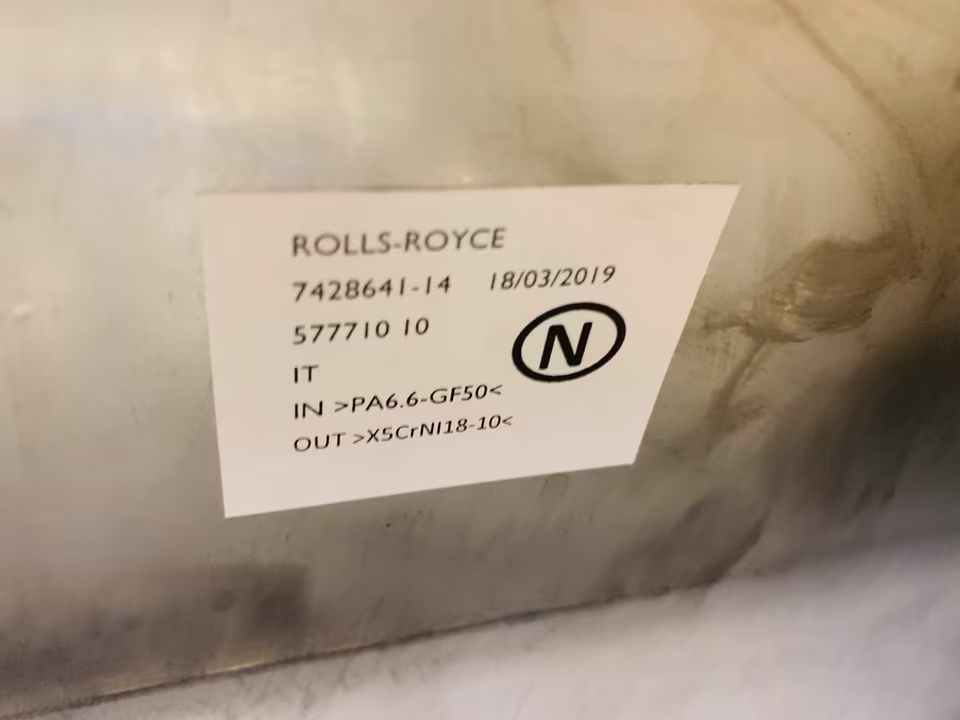 ROLLS-ROYCE
7428641-14 18/03/2019
577710 10
N
IT
IN >PA6.6-GF50<
OUT >X5CrNI18-10<